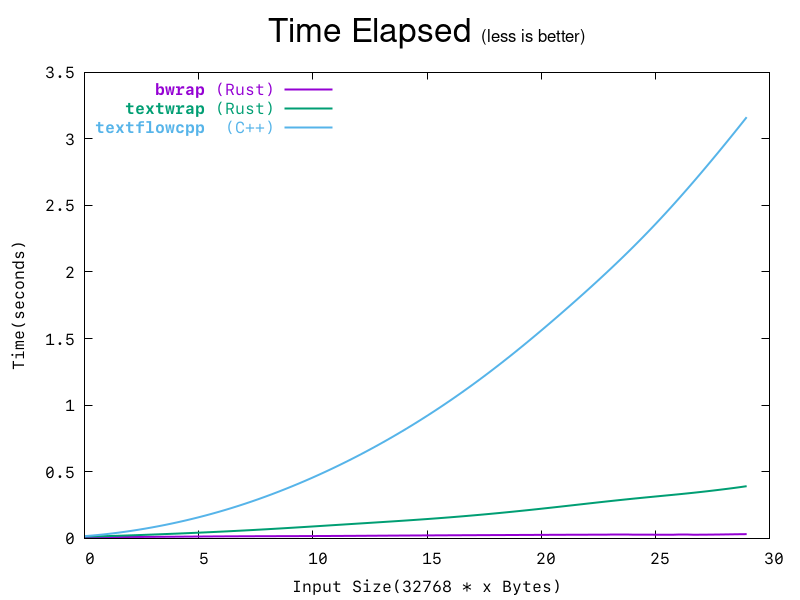 Time Elapsed (less is better)
bwrap (Rust)
textwrap (Rust)
textflowcpp (C++)
3.5
3
2.5
2
1.5
1
0.5
0
Time(seconds)
0 5 10 15 20 25 30
Input Size(32768 * x Bytes)